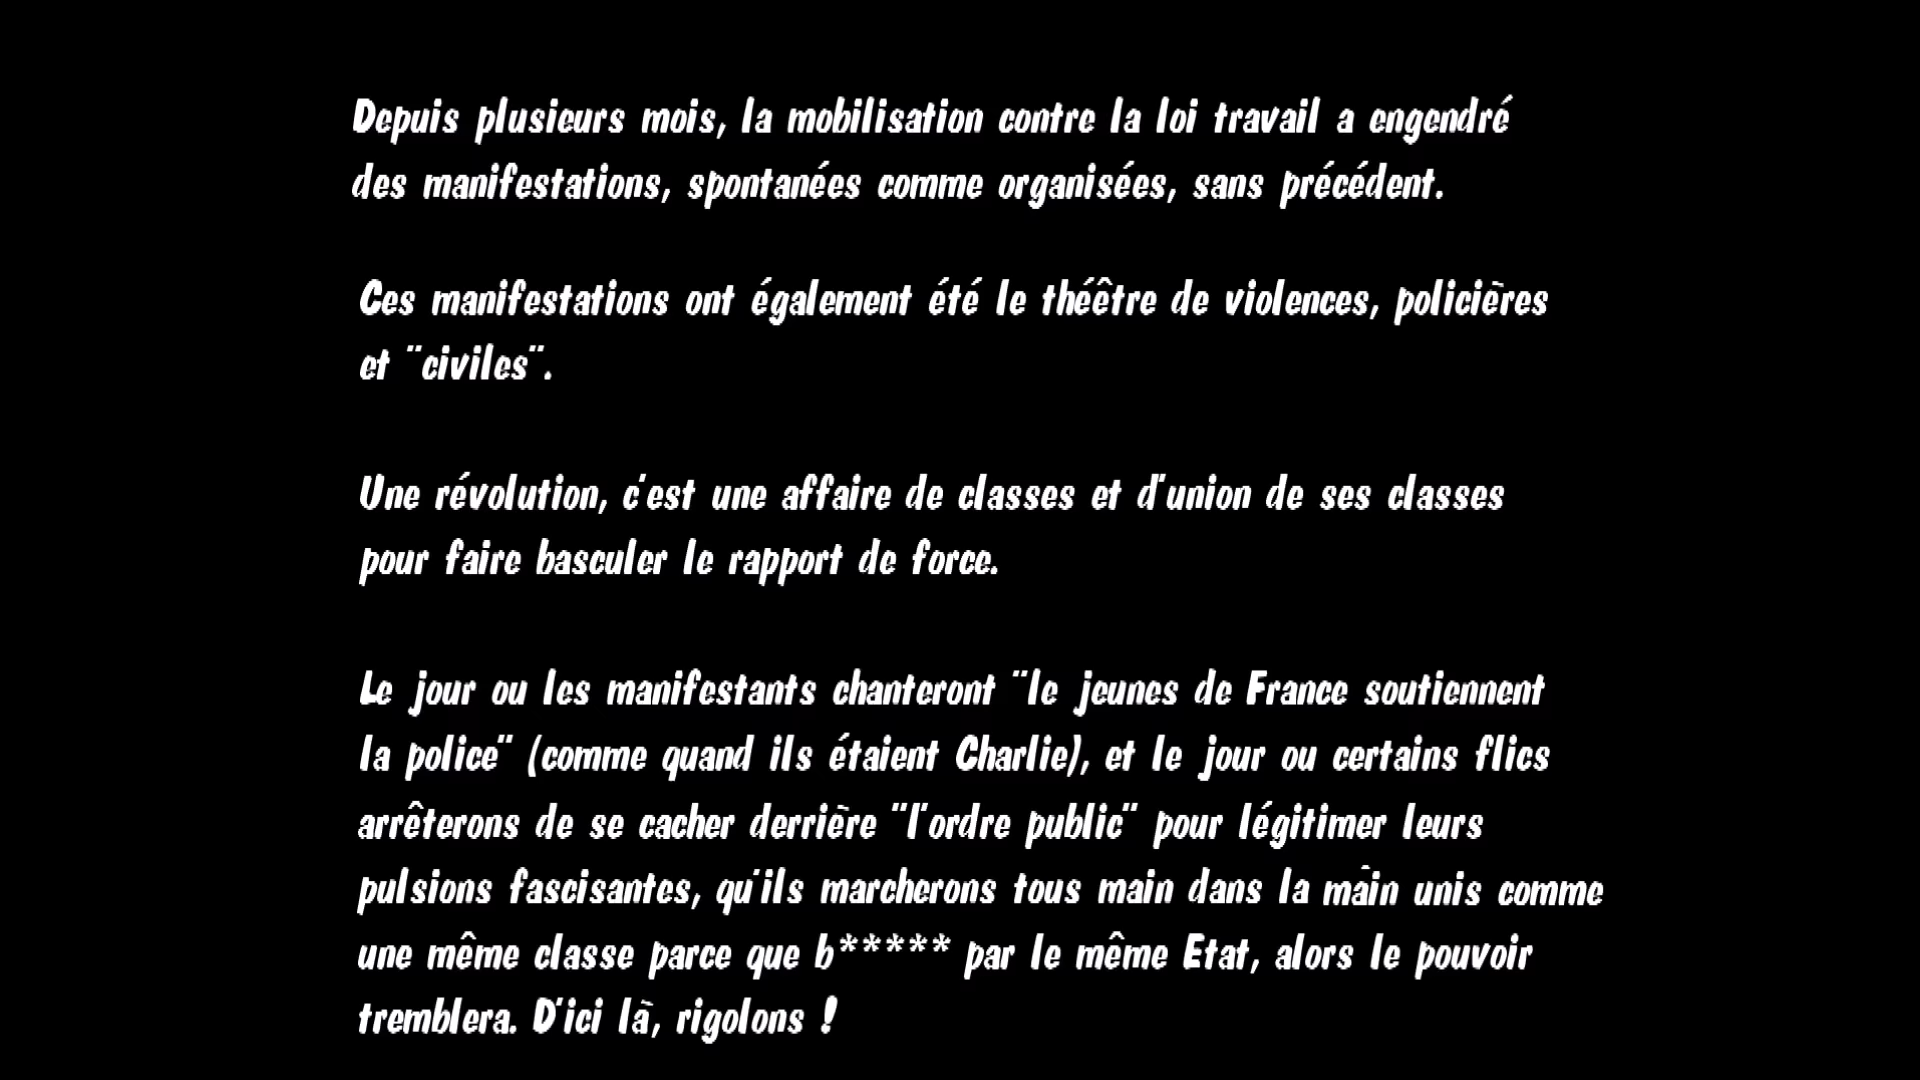 Depuis plusieurs mois, la mobilisation contre la loi travail a engendré
des manifestations, spontanées comme organisées, sans précédent.
Ces manifestations ont également été le théêtre de violences, policières
et "civiles".
Une révolution, c'est une affaire de classes et d'union de ses classes
pour faire basculer le rapport de force.
Le jour ou les manifestants chanteront "le jeunes de France soutiennent
la police" (comme quand ils étaient Charlie), et le jour ou certains flics
arrêterons de se cacher derrière "l'ordre public" pour légitimer leurs
pulsions fascisantes, qu'ils marcherons tous main dans la maîn unis comme
une même classe parce que b***** par le même Etat, alors le pouvoir
tremblera. D'ici là, rigolons !